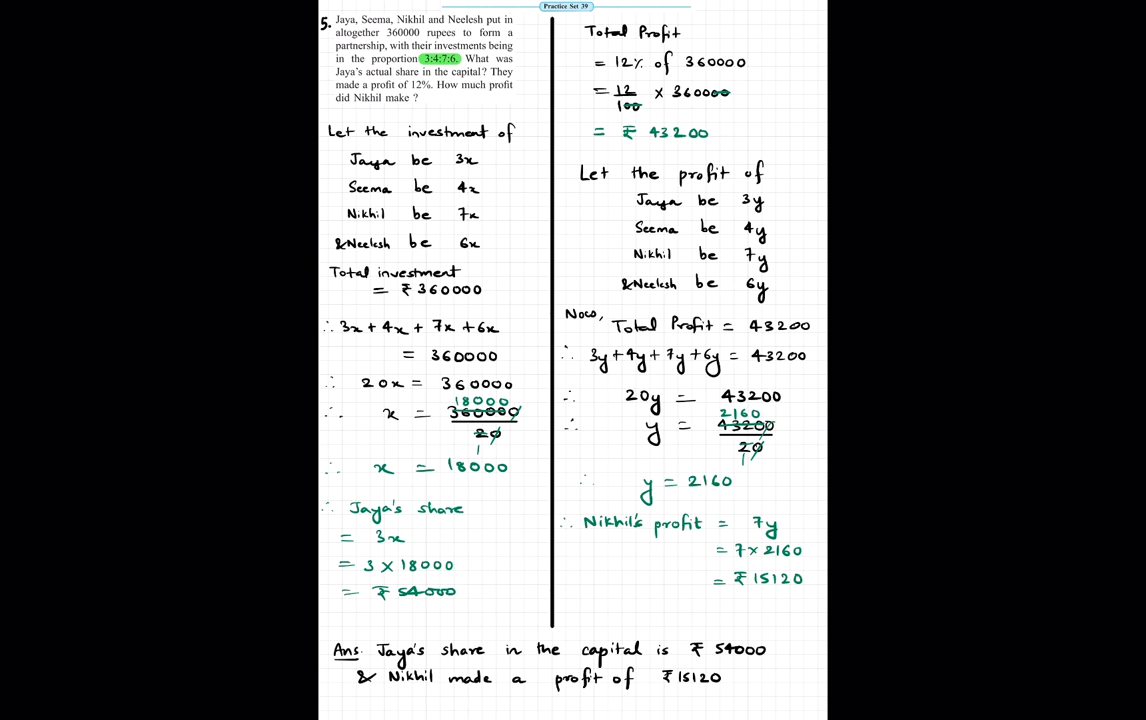 Practice Set 39
5. Jaya, Seema, Nikhil and Neelesh put in
altogether 360000 rupees to form a
partnership, with their investments being
in the proportion 3:4:7:6. What was
Jaya's actual share in the capital? They
made a profit of 12%. How much profit
did Nikhil make ?
Let the investment of
Jaya be 3x
Seema be 4x
Nikhil be 7x
& Neelesh be 6x
Total investment
= ₹ 360000
∴ 3x + 4x + 7x + 6x
= 360000
∴ 20x = 360000
18000
∴ x = 360000
20
1
∴ x = 18000
∴ Jaya's share
= 3x
= 3 × 18000
= ₹ 54000
Total Profit
= 12% of 360000
= 12/100 × 360000
= ₹ 43200
Let the profit of
Jaya be 3y
Seema be 4y
Nikhil be 7y
& Neelesh be 6y
Now,
Total Profit = 43200
∴ 3y + 4y + 7y + 6y = 43200
∴ 20y = 43200
2160
∴ y = 43200
20
1
∴ y = 2160
∴ Nikhil's profit = 7y
= 7 × 2160
= ₹ 15120
Ans. Jaya's share in the capital is ₹ 54000
& Nikhil made a profit of ₹ 15120